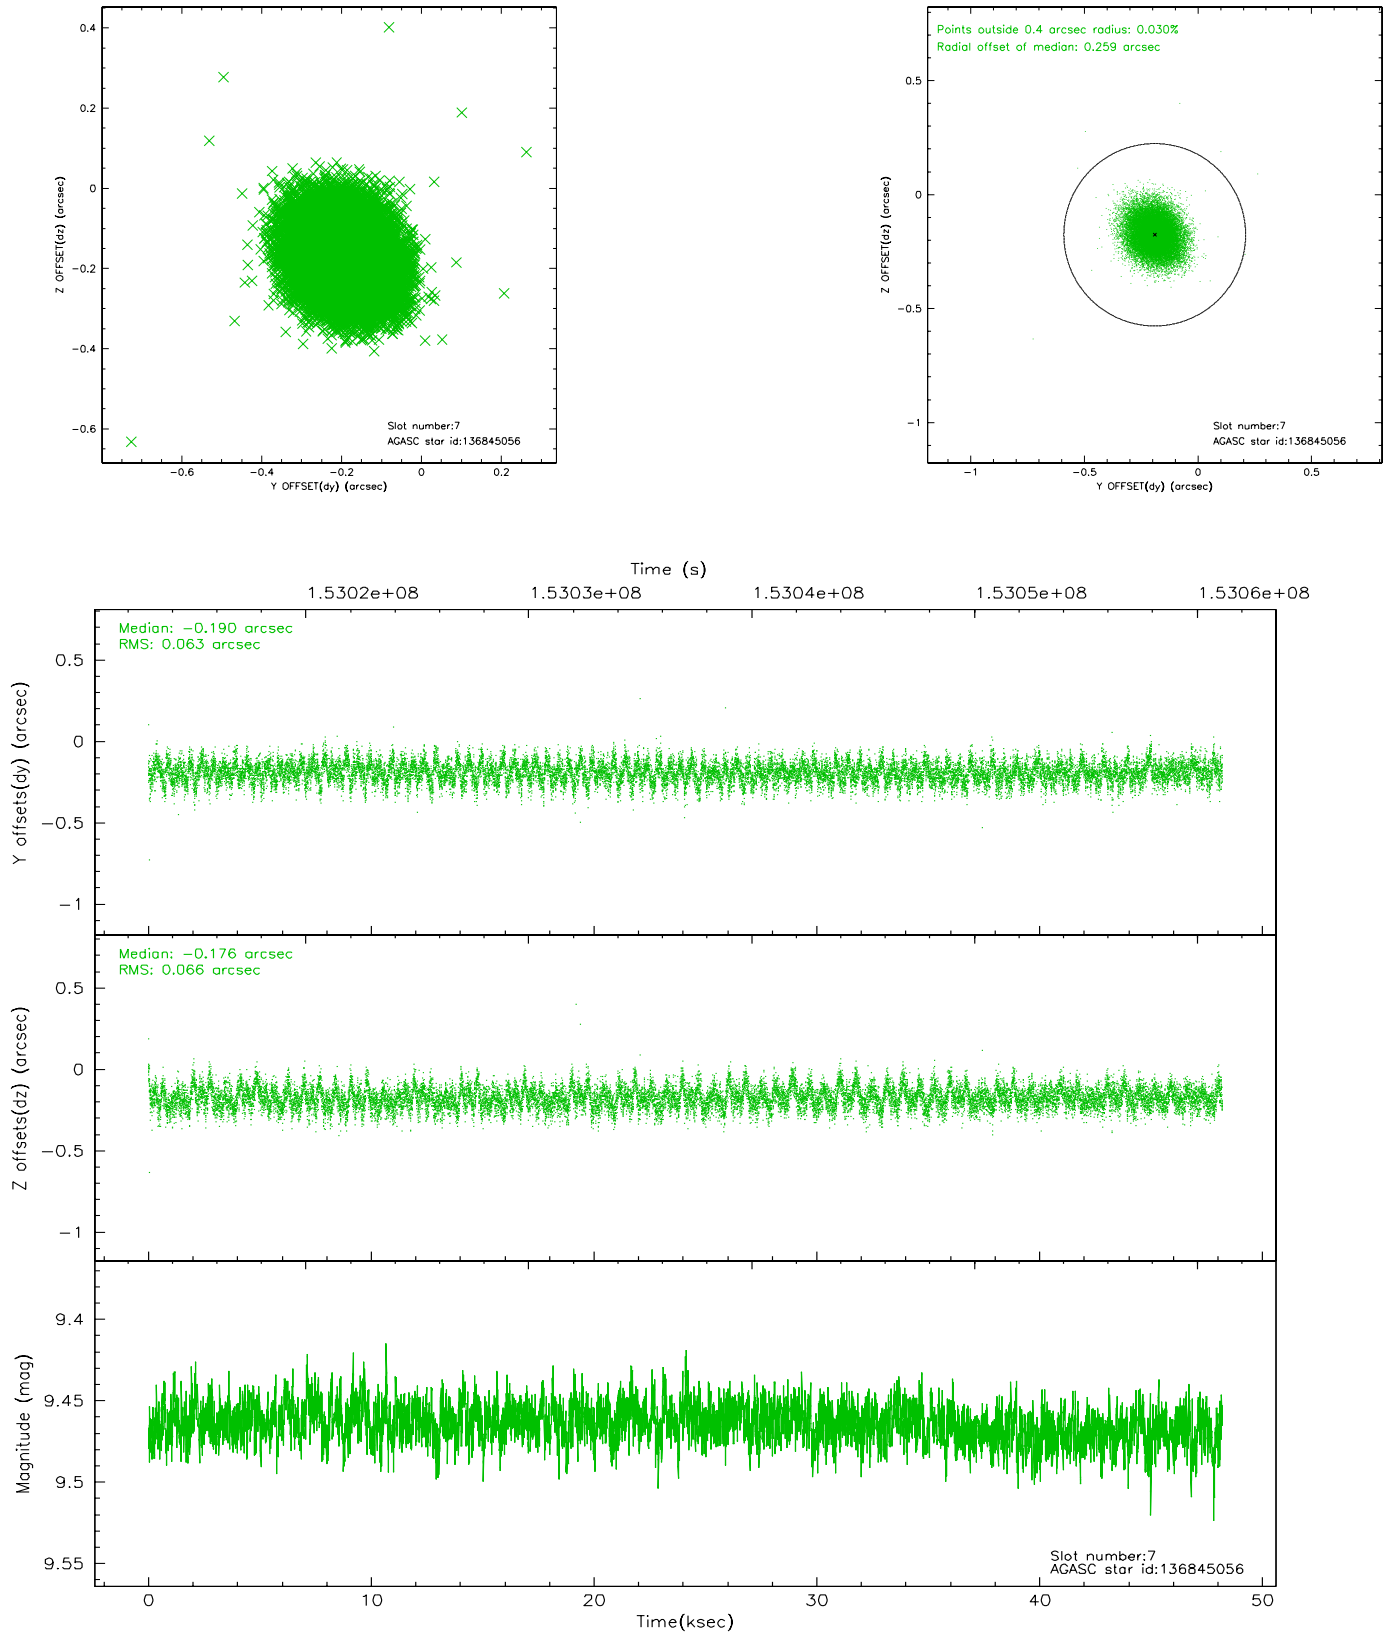 0.4
0.2
0
−0.2
−0.4
−0.6
Z OFFSET(dz) (arcsec)
Slot number:7
AGASC star id:136845056
−0.6 −0.4 −0.2 0 0.2
Y OFFSET(dy) (arcsec)
Points outside 0.4 arcsec radius: 0.030%
Radial offset of median: 0.259 arcsec
0.5
0
−0.5
−1
Z OFFSET(dz) (arcsec)
Slot number:7
AGASC star id:136845056
−1 −0.5 0 0.5
Y OFFSET(dy) (arcsec)
Time (s)
1.5302e+08 1.5303e+08 1.5304e+08 1.5305e+08 1.5306e+08
Median: −0.190 arcsec
RMS: 0.063 arcsec
0.5
0
−0.5
−1
Y offsets(dy) (arcsec)
Median: −0.176 arcsec
RMS: 0.066 arcsec
0.5
0
−0.5
−1
Z offsets(dz) (arcsec)
9.4
9.45
9.5
9.55
Magnitude (mag)
Slot number:7
AGASC star id:136845056
0 10 20 30 40 50
Time(ksec)